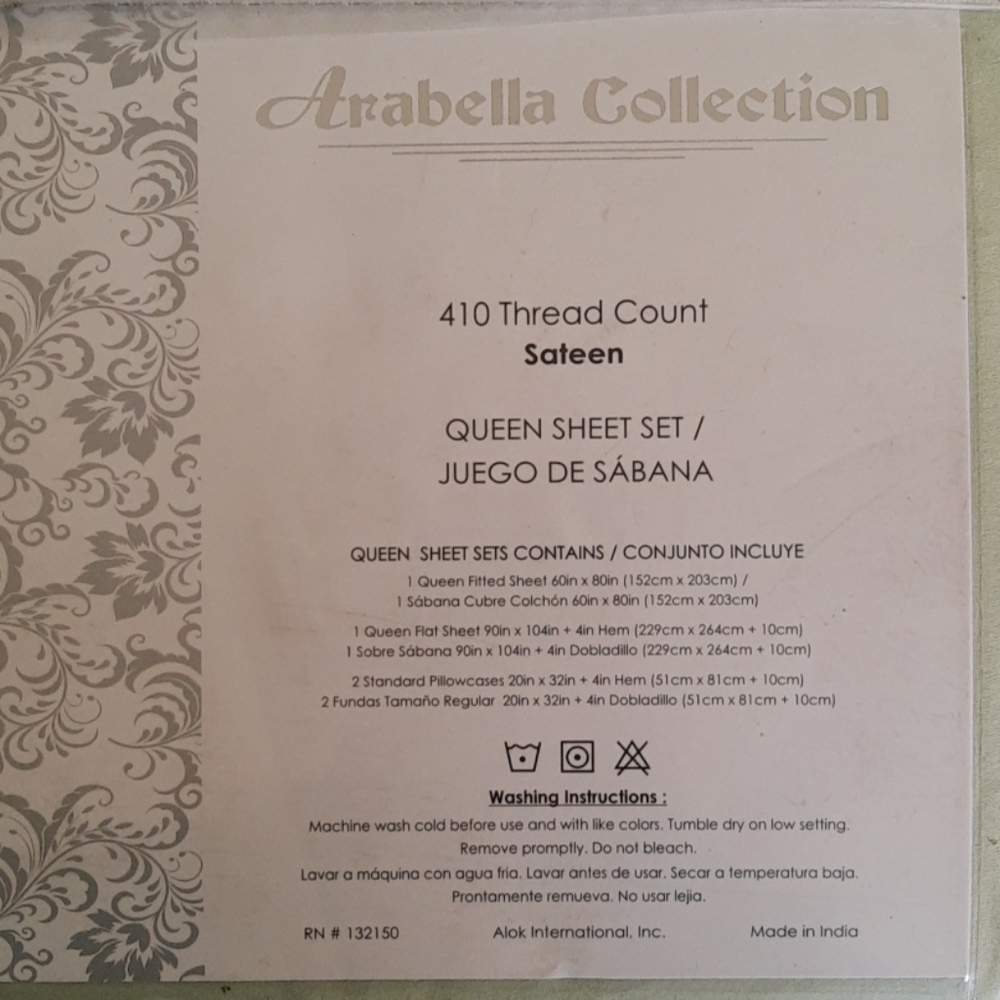 Arabella Collection
410 Thread Count
Sateen
QUEEN SHEET SET /
JUEGO DE SÁBANA
QUEEN SHEET SETS CONTAINS / CONJUNTO INCLUYE
1 Queen Fitted Sheet 60in x 80in (152cm x 203cm) /
1 Sábana Cubre Colchón 60in x 80in (152cm x 203cm)
1 Queen Flat Sheet 90in x 104in + 4in Hem (229cm x 264cm + 10cm)
1 Sobre Sábana 90in x 104in + 4in Dobladillo (229cm x 264cm + 10cm)
2 Standard Pillowcases 20in x 32in + 4in Hem (51cm x 81cm + 10cm)
2 Fundas Tamaño Regular 20in x 32in + 4in Dobladillo (51cm x 81cm + 10cm)
Washing Instructions :
Machine wash cold before use and with like colors. Tumble dry on low setting.
Remove promptly. Do not bleach.
Lavar a máquina con agua fria. Lavar antes de usar. Secar a temperatura baja.
Prontamente remueva. No usar lejia.
RN # 132150 Alok International, Inc. Made in India